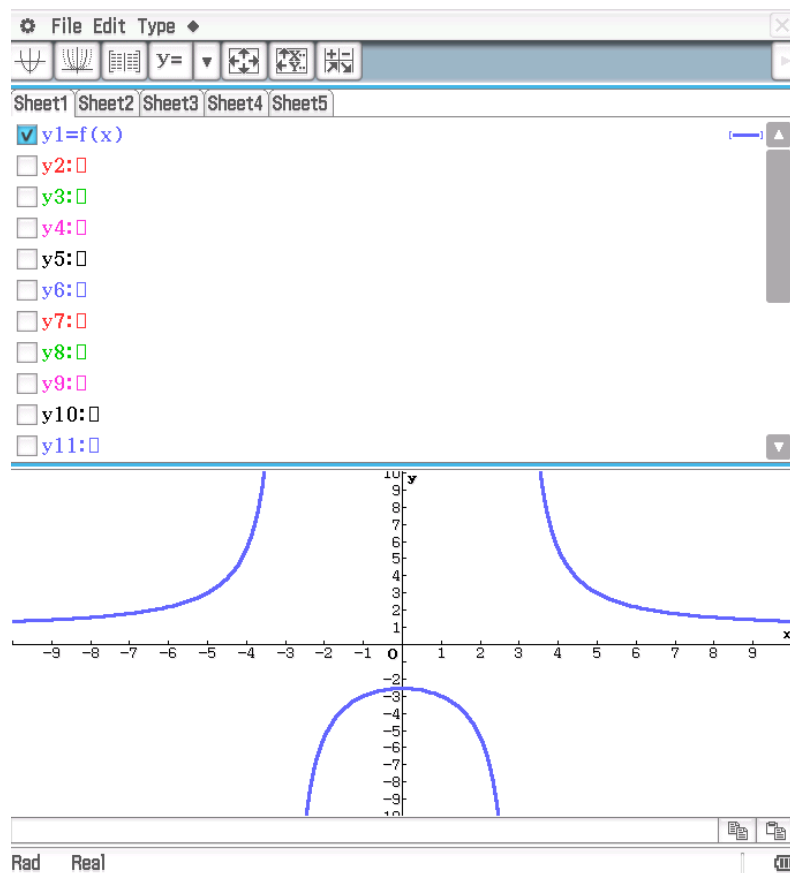 File Edit Type ◆
Y= ▼
Sheet1 Sheet2 Sheet3 Sheet4 Sheet5
y1=f(x)
y2:▯
y3:▯
y4:▯
y5:▯
y6:▯
y7:▯
y8:▯
y9:▯
y10:▯
y11:▯
10 y
9
8
7
6
5
4
3
2
1
x
-9 -8 -7 -6 -5 -4 -3 -2 -1 O 1 2 3 4 5 6 7 8 9
-2
-3
-4
-5
-6
-7
-8
-9
Rad Real